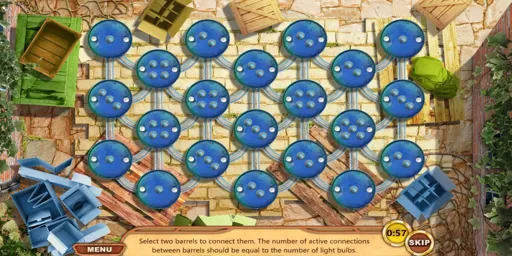 Select two barrels to connect them. The number of active connections
between barrels should be equal to the number of light bulbs.
0:57
MENU
SKIP